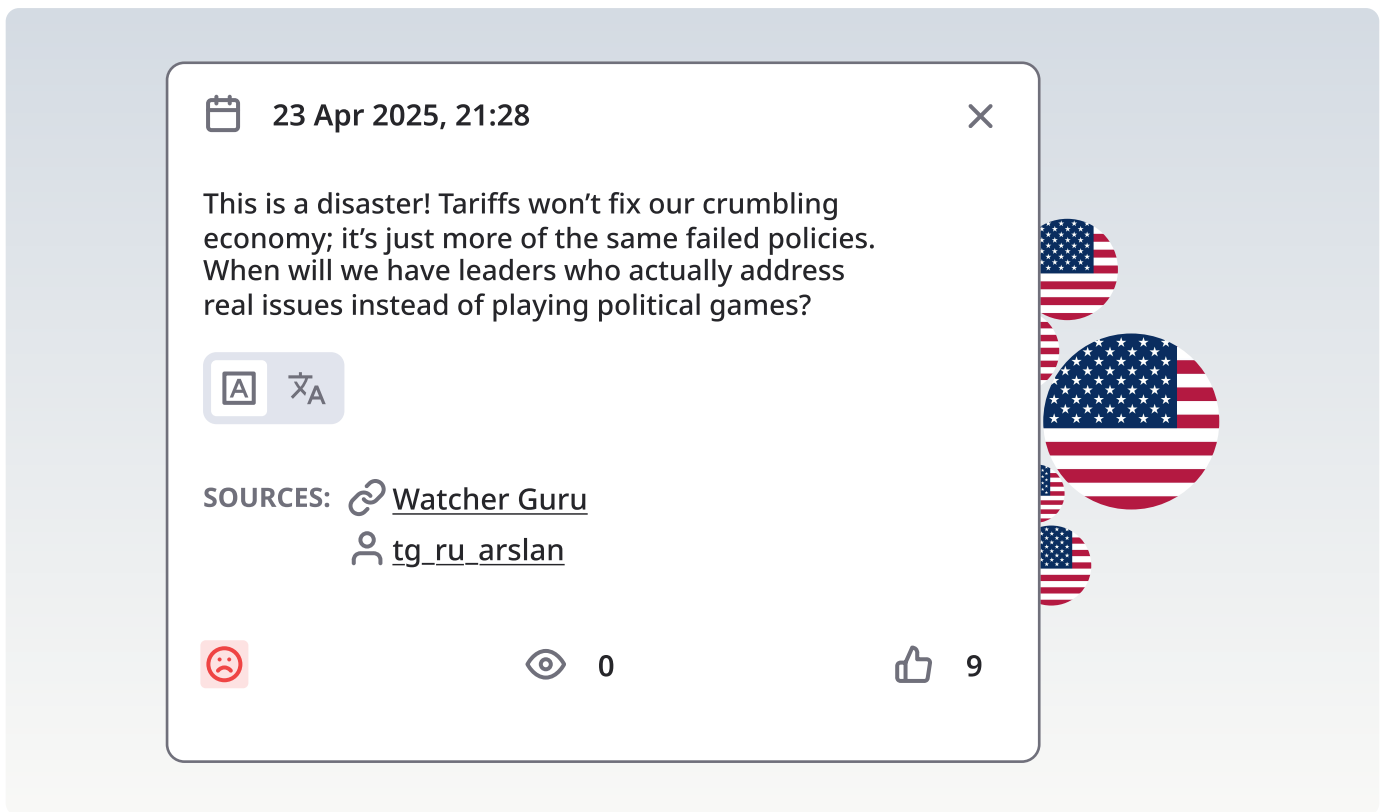 23 Apr 2025, 21:28
This is a disaster! Tariffs won’t fix our crumbling
economy; it’s just more of the same failed policies.
When will we have leaders who actually address
real issues instead of playing political games?
A 文A
SOURCES: Watcher Guru
tg_ru_arslan
0 9